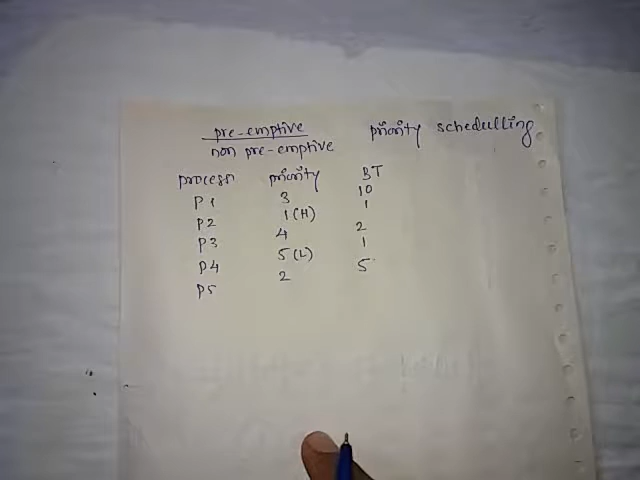 pre-emptive priority schedulling
non pre-emptive
process priority BT
P1 3 10
P2 1(H) 1
P3 4 2
P4 5(L) 1
P5 2 5